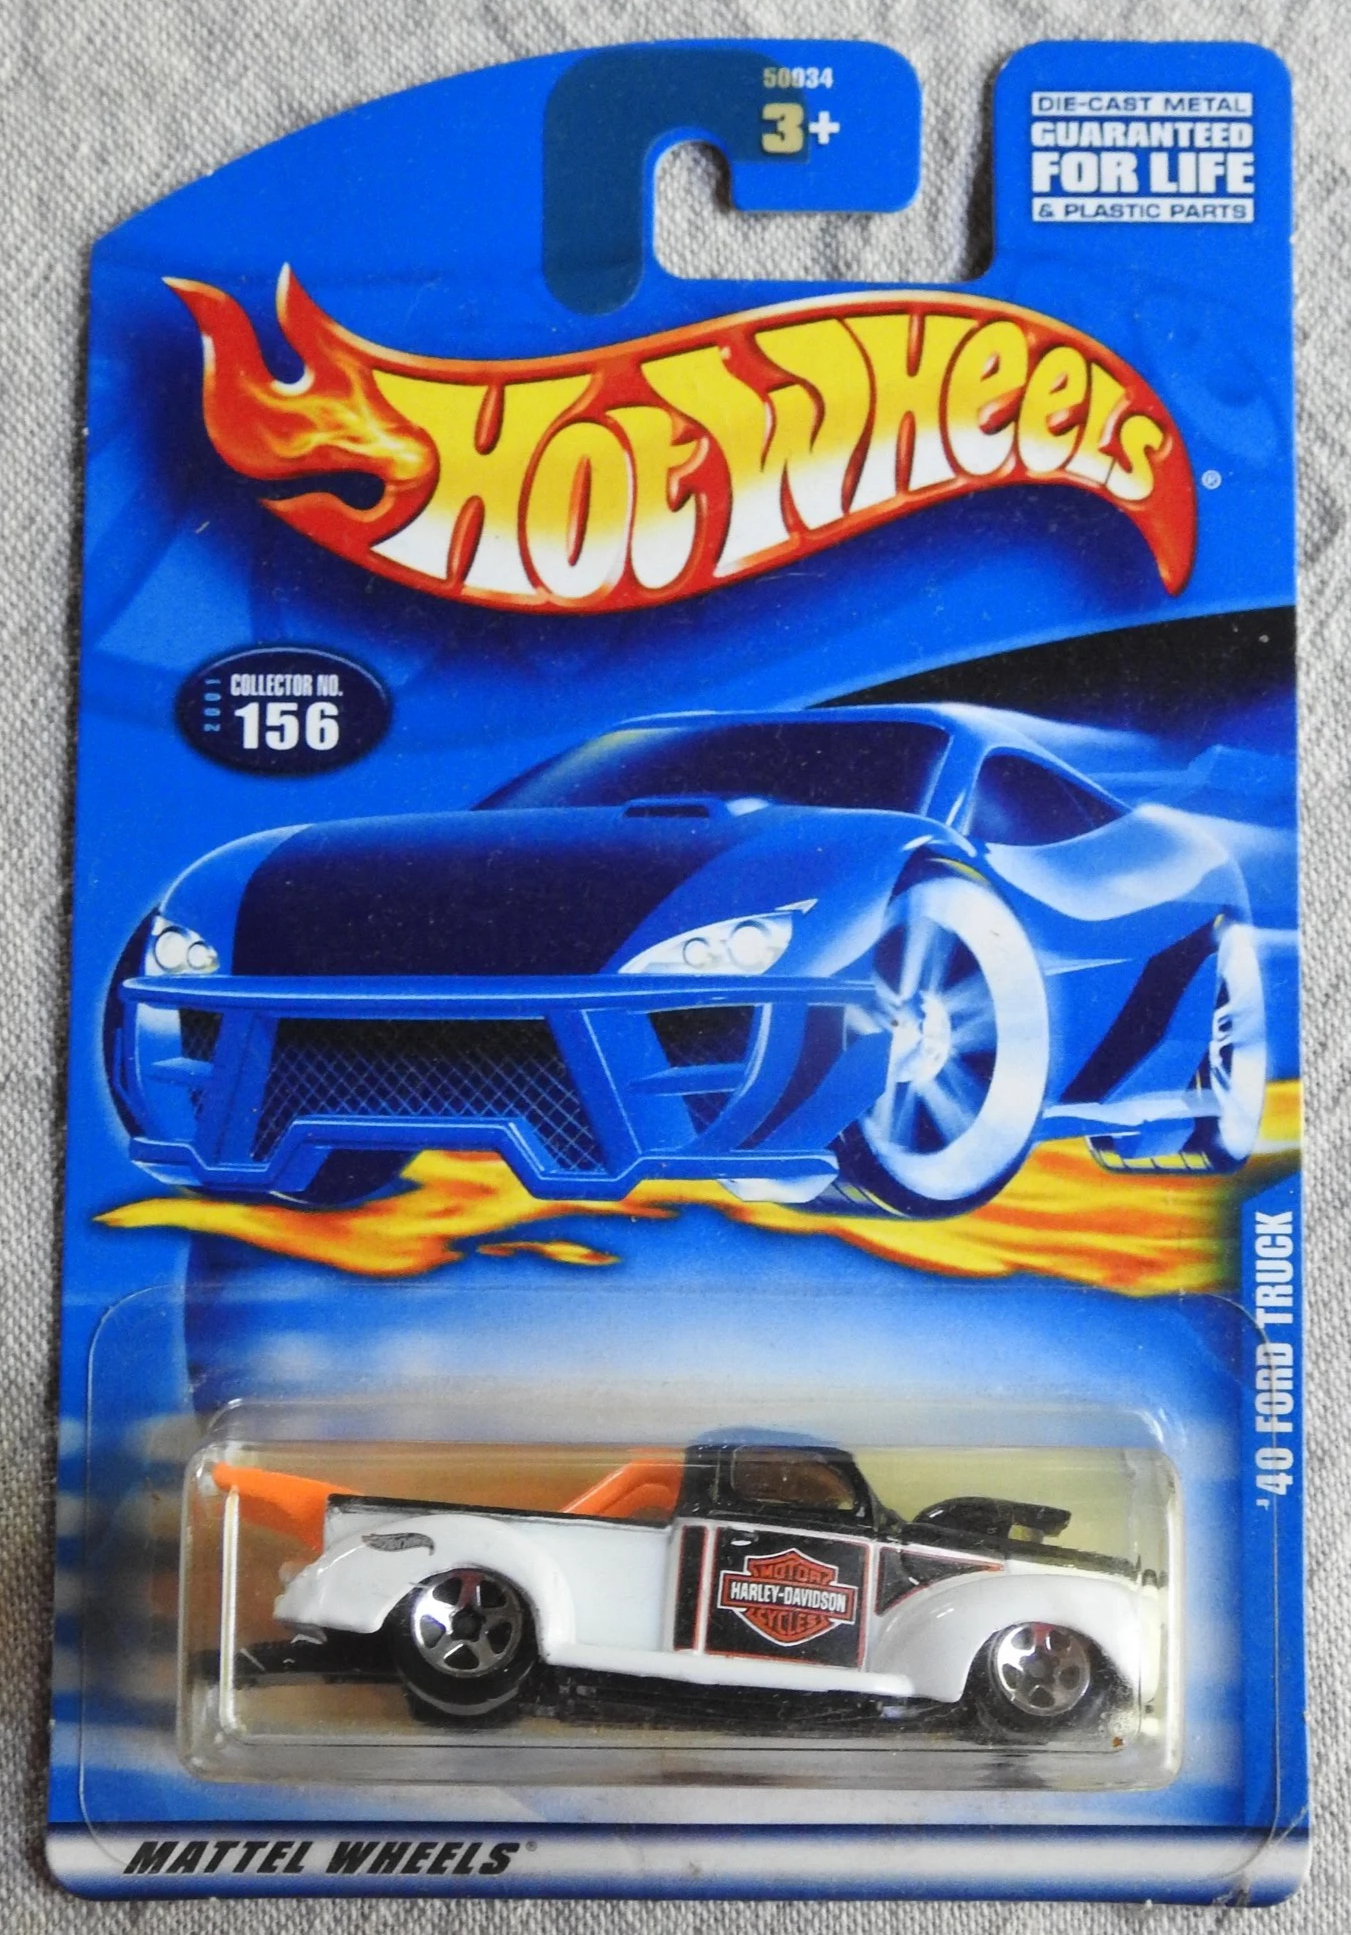 50034
3+
DIE-CAST METAL
GUARANTEED
FOR LIFE
& PLASTIC PARTS
HOT WHEELS®
2001
COLLECTOR NO.
156
'40 FORD TRUCK
MOTOR
HARLEY-DAVIDSON
CYCLES
MATTEL WHEELS®